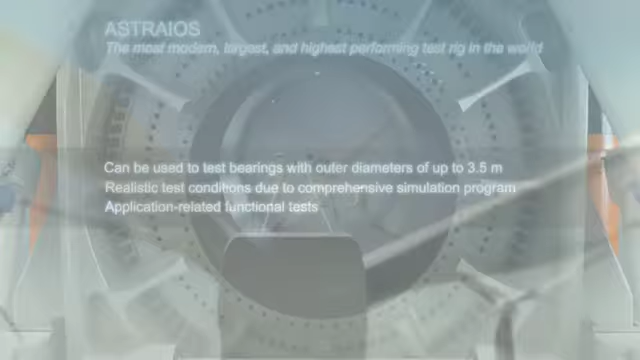 ASTRAIOS
The most modern, largest, and highest performing test rig in the world
Can be used to test bearings with outer diameters of up to 3.5 m
Realistic test conditions due to comprehensive simulation program
Application-related functional tests